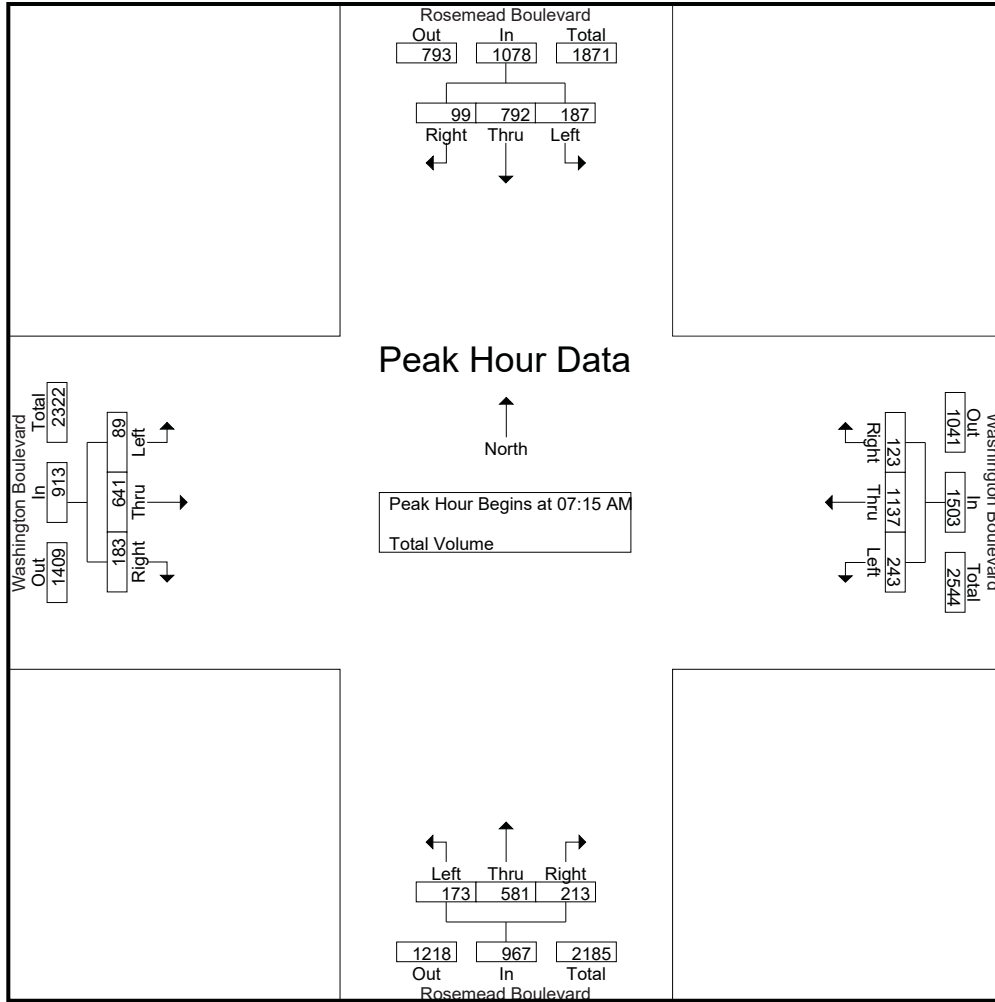 Rosemead Boulevard
Out In Total
793 1078 1871
99 792 187
Right Thru Left
Peak Hour Data
North
Peak Hour Begins at 07:15 AM
Total Volume
Washington Boulevard
Total In Out
2322 913 1409
89 641 183
Left Thru Right
Right Thru Left
123 1137 243
Out In Total
1041 1503 2544
Washington Boulevard
Left Thru Right
173 581 213
1218 967 2185
Out In Total
Rosemead Boulevard